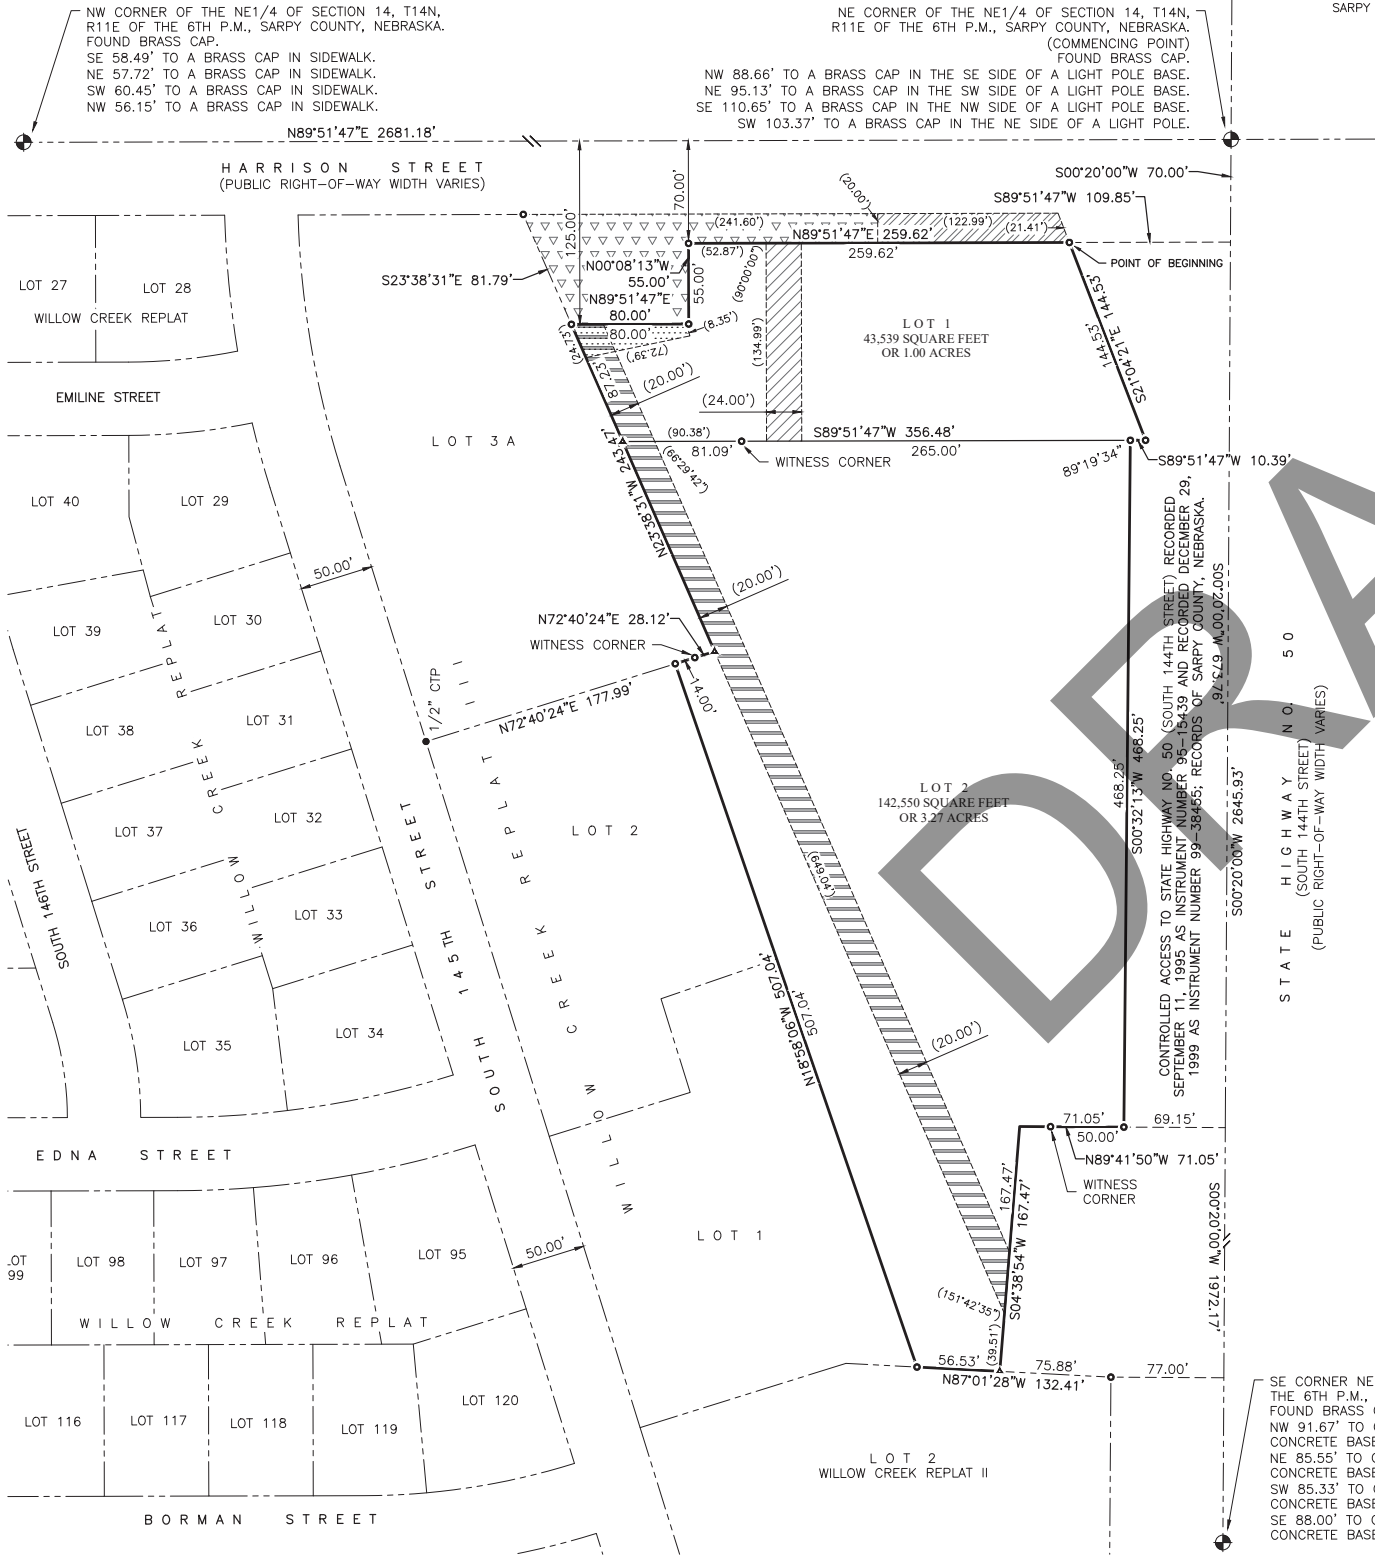 NW CORNER OF THE NE1/4 OF SECTION 14, T14N,
R11E OF THE 6TH P.M., SARPY COUNTY, NEBRASKA.
FOUND BRASS CAP.
SE 58.49' TO A BRASS CAP IN SIDEWALK.
NE 57.72' TO A BRASS CAP IN SIDEWALK.
SW 60.45' TO A BRASS CAP IN SIDEWALK.
NW 56.15' TO A BRASS CAP IN SIDEWALK.
NE CORNER OF THE NE1/4 OF SECTION 14, T14N,
R11E OF THE 6TH P.M., SARPY COUNTY, NEBRASKA.
(COMMENCING POINT)
FOUND BRASS CAP.
NW 88.66' TO A BRASS CAP IN THE SE SIDE OF A LIGHT POLE BASE.
NE 95.13' TO A BRASS CAP IN THE SW SIDE OF A LIGHT POLE BASE.
SE 110.65' TO A BRASS CAP IN THE NW SIDE OF A LIGHT POLE BASE.
SW 103.37' TO A BRASS CAP IN THE NE SIDE OF A LIGHT POLE.
SARPY
N89°51'47"E 2681.18'
HARRISON STREET
(PUBLIC RIGHT-OF-WAY WIDTH VARIES)
S00°20'00"W 70.00'
S89°51'47"W 109.85'
70.00'
125.00'
(20.00')
(241.60')
(122.99')
(21.41')
N89°51'47"E 259.62'
(52.87')
259.62'
POINT OF BEGINNING
S23°38'31"E 81.79'
N00°08'13"W
55.00'
55.00'
(90°00'00")
N89°51'47"E
80.00'
80.00'
(8.35')
(72.39')
(24.73')
87.23'
(134.99')
(20.00')
(24.00')
LOT 1
43,539 SQUARE FEET
OR 1.00 ACRES
144.53'
S21°04'21"E 144.53'
LOT 27
LOT 28
WILLOW CREEK REPLAT
EMILINE STREET
LOT 3A
(90.38')
81.09'
S89°51'47"W 356.48'
265.00'
WITNESS CORNER
(66°29'42")
89°19'34"
S89°51'47"W 10.39'
N23°38'31"W 243.47'
LOT 40
LOT 29
50.00'
LOT 39
LOT 30
(20.00')
N72°40'24"E 28.12'
WITNESS CORNER
14.00'
N72°40'24"E 177.99'
1/2" CTP
LOT 38
LOT 31
LOT 37
LOT 32
LOT 36
LOT 33
LOT 35
LOT 34
WILLOW CREEK REPLAT
SOUTH 146TH STREET
SOUTH 145TH STREET
WILLOW CREEK REPLAT III
LOT 2
LOT 2
142,550 SQUARE FEET
OR 3.27 ACRES
(649.04')
468.25'
S00°32'13"W 468.25'
CONTROLLED ACCESS TO STATE HIGHWAY NO. 50 (SOUTH 144TH STREET) RECORDED
SEPTEMBER 11, 1995 AS INSTRUMENT NUMBER 95-15439 AND RECORDED DECEMBER 29,
1999 AS INSTRUMENT NUMBER 99-38455; RECORDS OF SARPY COUNTY, NEBRASKA.
S00°20'00"W 673.76'
S00°20'00"W 2645.93'
STATE HIGHWAY NO. 50
(SOUTH 144TH STREET)
(PUBLIC RIGHT-OF-WAY WIDTH VARIES)
DRA
N18°58'06"W 507.04'
507.04'
(20.00')
71.05'
50.00'
69.15'
N89°41'50"W 71.05'
WITNESS
CORNER
167.47'
S04°38'54"W 167.47'
S00°20'00"W 1972.17'
EDNA STREET
LOT 1
50.00'
LOT
99
LOT 98
LOT 97
LOT 96
LOT 95
WILLOW CREEK REPLAT
(151°42'35")
(39.51')
56.53'
75.88'
77.00'
N87°01'28"W 132.41'
LOT 116
LOT 117
LOT 118
LOT 119
LOT 120
LOT 2
WILLOW CREEK REPLAT II
BORMAN STREET
SE CORNER NE
THE 6TH P.M.,
FOUND BRASS
NW 91.67' TO
CONCRETE BASE
NE 85.55' TO
CONCRETE BASE
SW 85.33' TO
CONCRETE BASE
SE 88.00' TO
CONCRETE BASE